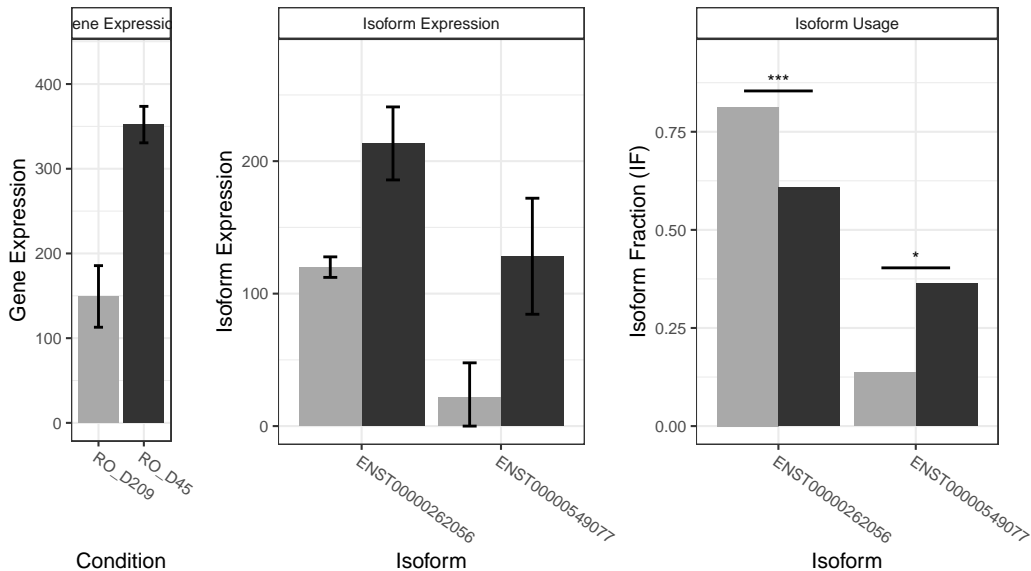 ene Expressio
Gene Expression
400
300
200
100
0
RO_D209
RO_D45
Condition
Isoform Expression
Isoform Expression
200
100
0
ENST00000262056
ENST00000549077
Isoform
Isoform Usage
Isoform Fraction (IF)
0.75
0.50
0.25
0.00
***
*
ENST00000262056
ENST00000549077
Isoform